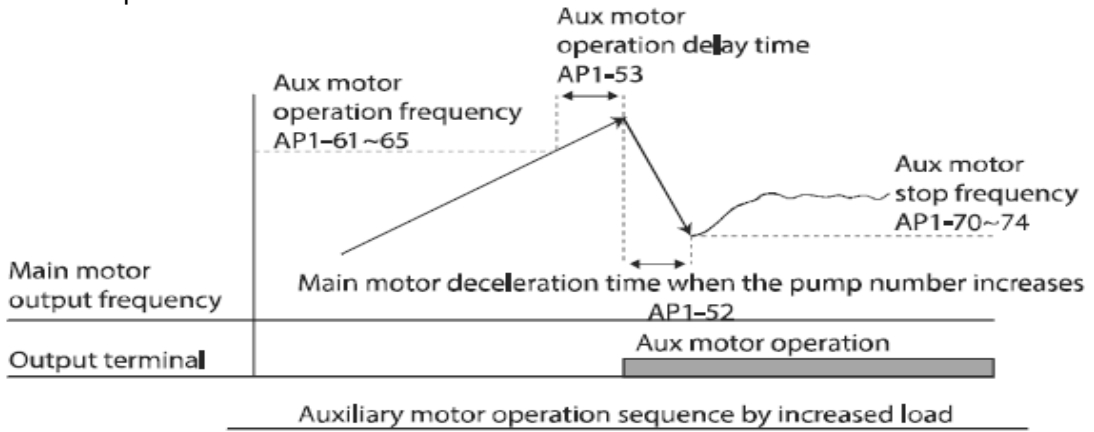 Aux motor
operation delay time
AP1-53
Aux motor
operation frequency
AP1-61~65
Aux motor
stop frequency
AP1-70~74
Main motor
output frequency
Main motor deceleration time when the pump number increases
AP1-52
Output terminal
Aux motor operation
Auxiliary motor operation sequence by increased load